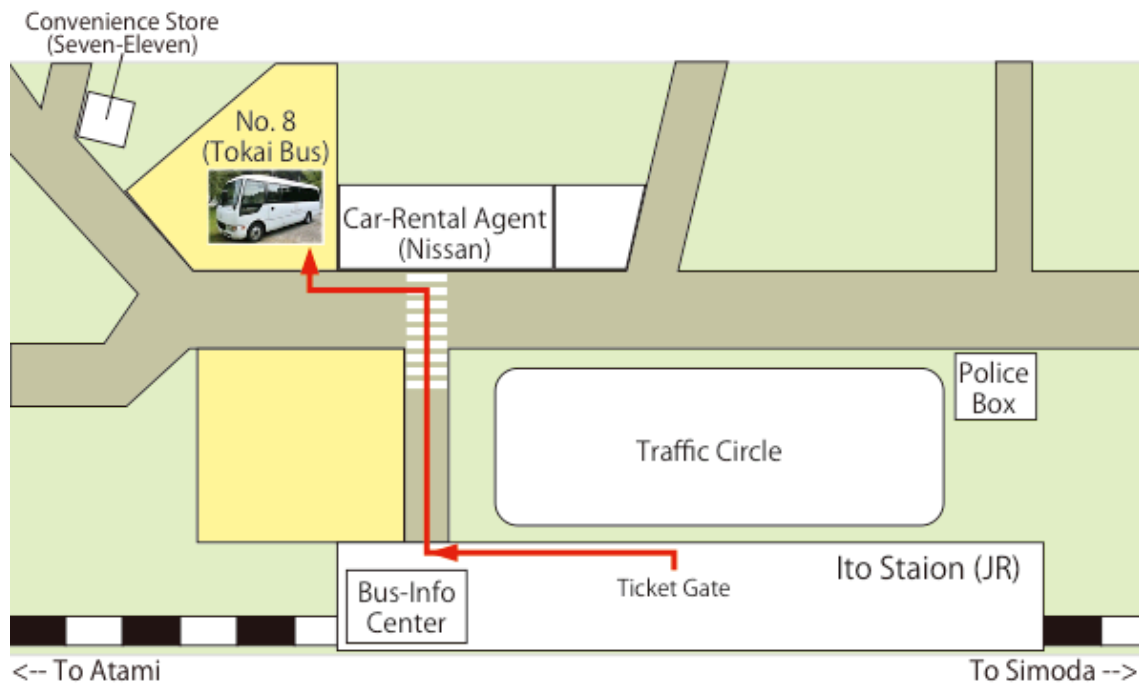 Convenience Store
(Seven-Eleven)
No. 8
(Tokai Bus)
Car-Rental Agent
(Nissan)
Police
Box
Traffic Circle
Ito Staion (JR)
Ticket Gate
Bus-Info
Center
<-- To Atami
To Simoda -->